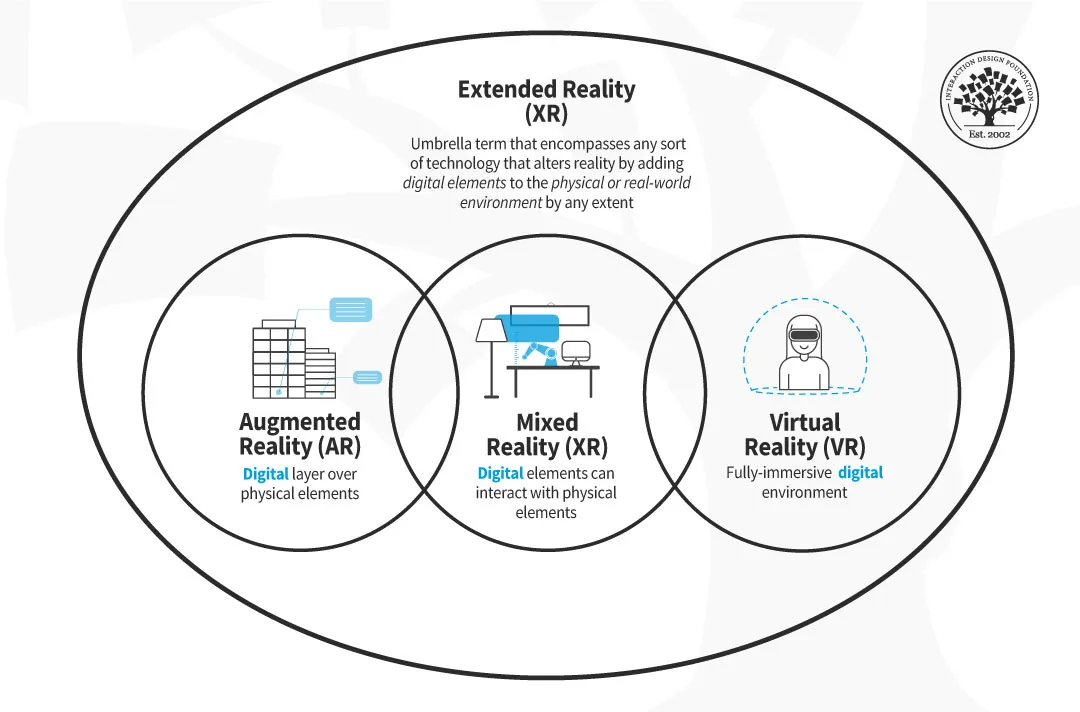 Extended Reality
(XR)
Umbrella term that encompasses any sort
of technology that alters reality by adding
digital elements to the physical or real-world
environment by any extent
INTERACTION DESIGN FOUNDATION
Est. 2002
Augmented
Reality (AR)
Digital layer over
physical elements
Mixed
Reality (XR)
Digital elements can
interact with physical
elements
Virtual
Reality (VR)
Fully-immersive digital
environment